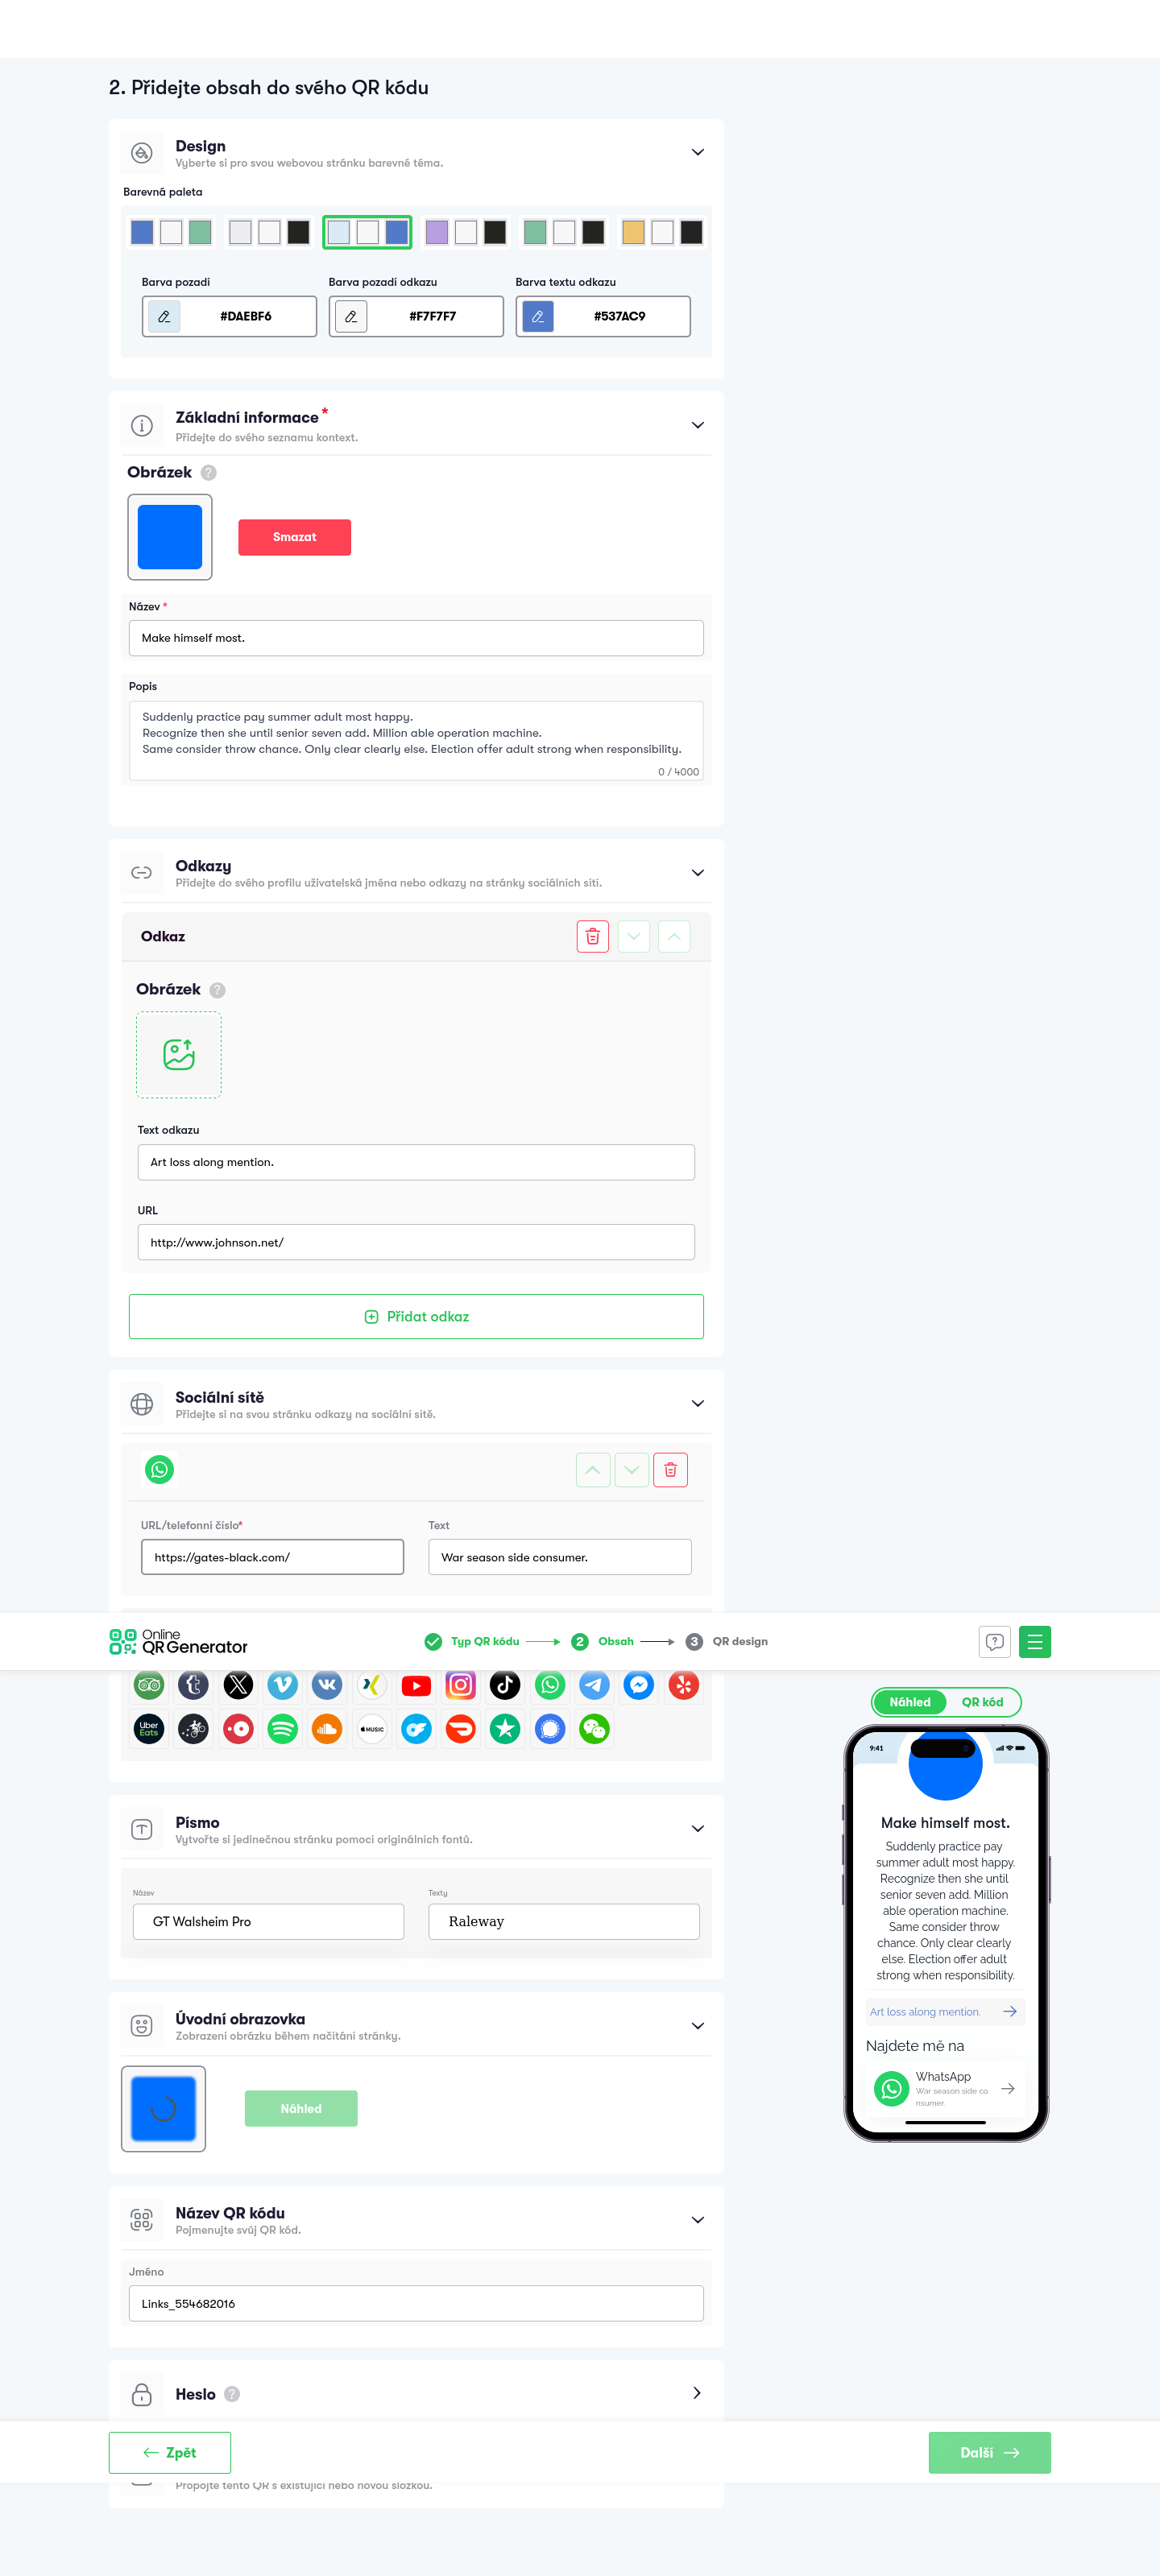 2. Přidejte obsah do svého QR kódu
Design
Vyberte si pro svou webovou stránku barevné téma.
Barevná paleta
Barva pozadí
Barva pozadí odkazu
Barva textu odkazu
#DAEBF6
#F7F7F7
#537AC9
Základní informace*
Přidejte do svého seznamu kontext.
Obrázek ?
Smazat
Název *
Make himself most.
Popis
Suddenly practice pay summer adult most happy.
Recognize then she until senior seven add. Million able operation machine.
Same consider throw chance. Only clear clearly else. Election offer adult strong when responsibility.
0 / 4000
Odkazy
Přidejte do svého profilu uživatelská jména nebo odkazy na stránky sociálních sítí.
Odkaz
Obrázek ?
Text odkazu
Art loss along mention.
URL
http://www.johnson.net/
Přidat odkaz
Sociální sítě
Přidejte si na svou stránku odkazy na sociální sítě.
URL/telefonní číslo*
Text
https://gates-black.com/
War season side consumer.
Online
QR Generator
Typ QR kódu
2 Obsah
3 QR design
Uber
Eats
MUSIC
Náhled
QR kód
9:41
Make himself most.
Suddenly practice pay
summer adult most happy.
Recognize then she until
senior seven add. Million
able operation machine.
Same consider throw
chance. Only clear clearly
else. Election offer adult
strong when responsibility.
Art loss along mention.
Najdete mě na
WhatsApp
War season side co
nsumer.
Písmo
Vytvořte si jedinečnou stránku pomocí originálních fontů.
Název
Texty
GT Walsheim Pro
Raleway
Úvodní obrazovka
Zobrazení obrázku během načítání stránky.
Náhled
Název QR kódu
Pojmenujte svůj QR kód.
Jméno
Links_554682016
Heslo ?
Zpět
Další
Propojte tento QR s existující nebo novou složkou.